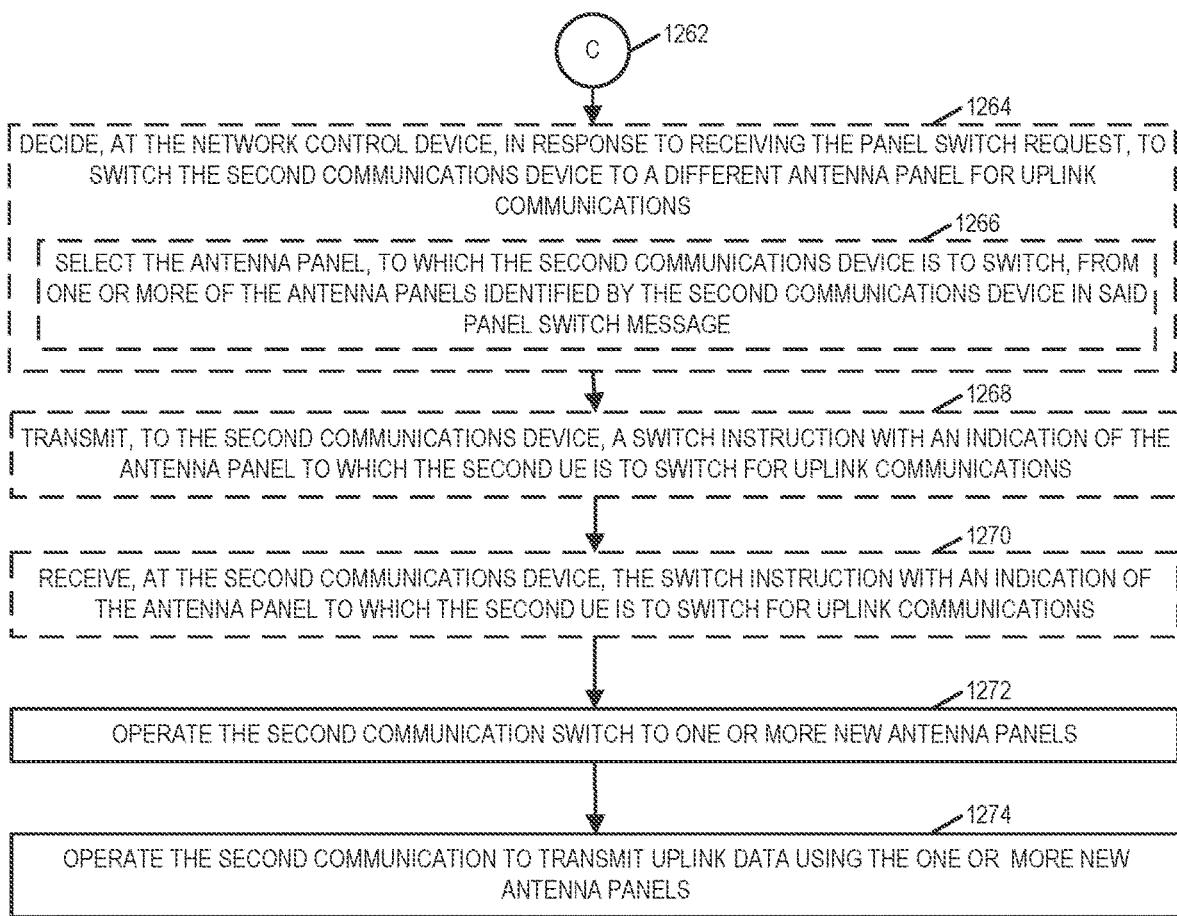 C
1262
1264
DECIDE, AT THE NETWORK CONTROL DEVICE, IN RESPONSE TO RECEIVING THE PANEL SWITCH REQUEST, TO
SWITCH THE SECOND COMMUNICATIONS DEVICE TO A DIFFERENT ANTENNA PANEL FOR UPLINK
COMMUNICATIONS
1266
SELECT THE ANTENNA PANEL, TO WHICH THE SECOND COMMUNICATIONS DEVICE IS TO SWITCH, FROM
ONE OR MORE OF THE ANTENNA PANELS IDENTIFIED BY THE SECOND COMMUNICATIONS DEVICE IN SAID
PANEL SWITCH MESSAGE
1268
TRANSMIT, TO THE SECOND COMMUNICATIONS DEVICE, A SWITCH INSTRUCTION WITH AN INDICATION OF THE
ANTENNA PANEL TO WHICH THE SECOND UE IS TO SWITCH FOR UPLINK COMMUNICATIONS
1270
RECEIVE, AT THE SECOND COMMUNICATIONS DEVICE, THE SWITCH INSTRUCTION WITH AN INDICATION OF
THE ANTENNA PANEL TO WHICH THE SECOND UE IS TO SWITCH FOR UPLINK COMMUNICATIONS
1272
OPERATE THE SECOND COMMUNICATION SWITCH TO ONE OR MORE NEW ANTENNA PANELS
1274
OPERATE THE SECOND COMMUNICATION TO TRANSMIT UPLINK DATA USING THE ONE OR MORE NEW
ANTENNA PANELS